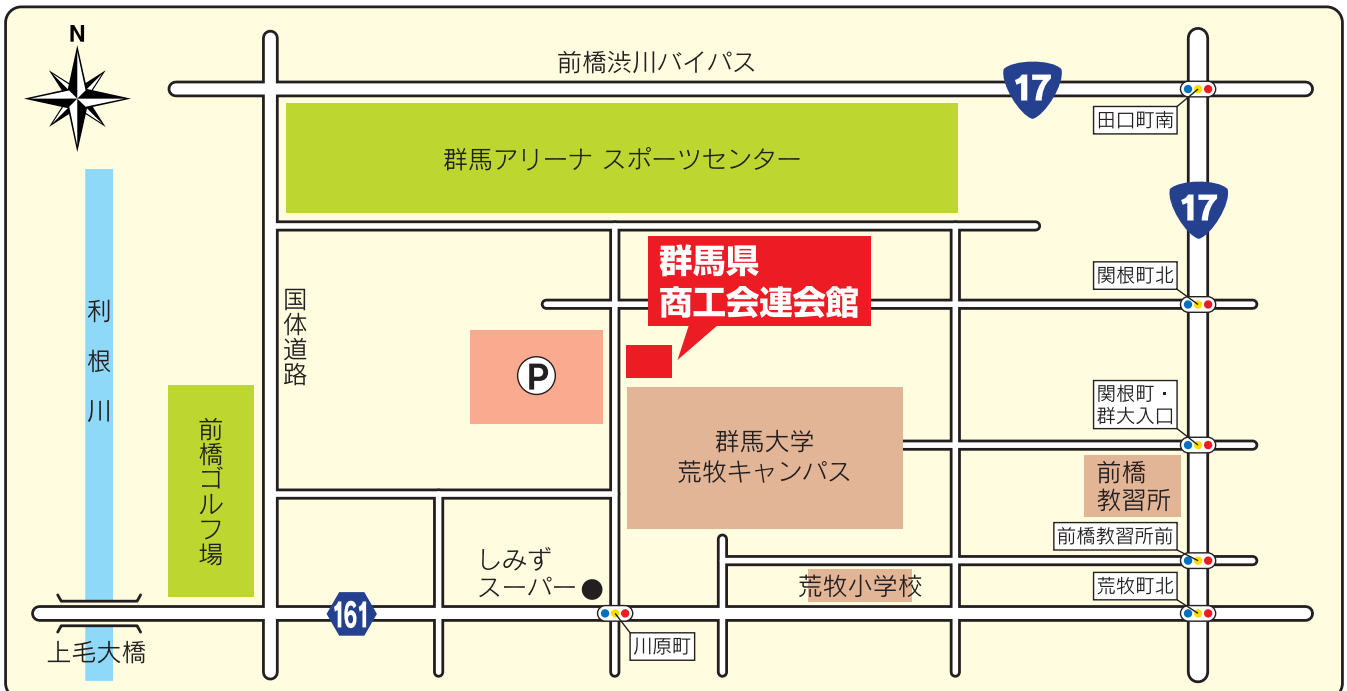 N
前橋渋川バイパス
17
田口町南
群馬アリーナ スポーツセンター
17
群馬県
商工会連会館
関根町北
利根川
国体道路
P
前橋ゴルフ場
関根町・
群大入口
群馬大学
荒牧キャンパス
前橋
教習所
前橋教習所前
しみず
スーパー
荒牧小学校
荒牧町北
161
川原町
上毛大橋